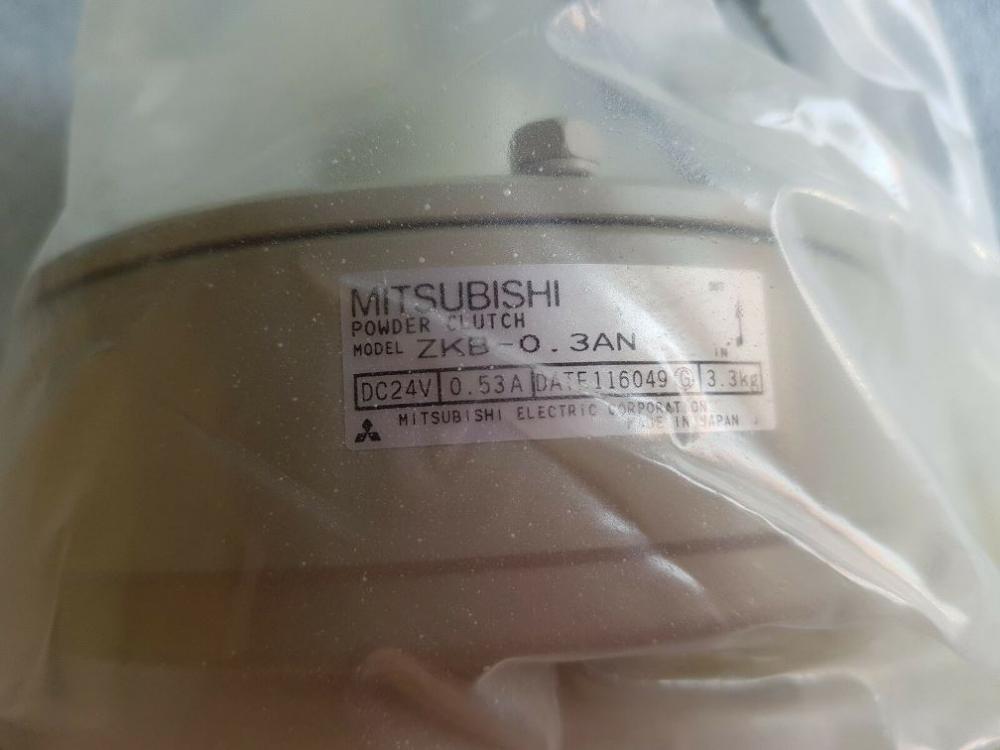 MITSUBISHI
POWDER CLUTCH
MODEL ZKB-0.3AN
IN
DC24V 0.53A DATE116049 G 3.3kg
MITSUBISHI ELECTRIC CORPORATION
MADE IN JAPAN